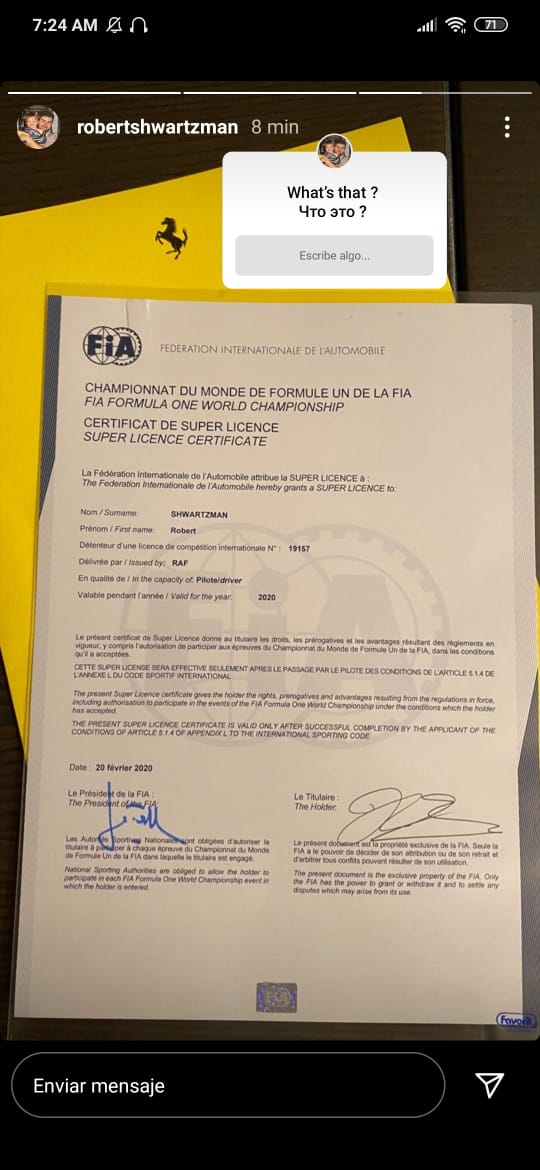 7:24 AM
71
robertshwartzman 8 min
What's that ?
Что это ?
Escribe algo...
FiA FEDERATION INTERNATIONALE DE L'AUTOMOBILE
CHAMPIONNAT DU MONDE DE FORMULE UN DE LA FIA
FIA FORMULA ONE WORLD CHAMPIONSHIP
CERTIFICAT DE SUPER LICENCE
SUPER LICENCE CERTIFICATE
La Fédération Internationale de l'Automobile attribue la SUPER LICENCE à :
The Federation Internationale de l'Automobile hereby grants a SUPER LICENCE to:
Nom / Surname: SHWARTZMAN
Prénom / First name: Robert
Détenteur d'une licence de compétition internationale N° : 19157
Délivrée par / Issued by: RAF
En qualité de / In the capacity of: Pilote/driver
Valable pendant l'année / Valid for the year: 2020
Le présent certificat de Super Licence donne au titulaire les droits, les prérogatives et les avantages résultant des règlements en
vigueur, y compris l'autorisation de participer aux épreuves du Championnat du Monde de Formule Un de la FIA, dans les conditions
qu'il a acceptées.
CETTE SUPER LICENSE SERA EFFECTIVE SEULEMENT APRES LE PASSAGE PAR LE PILOTE DES CONDITIONS DE L'ARTICLE 5.1.4 DE
L'ANNEXE L DU CODE SPORTIF INTERNATIONAL
The present Super Licence certificate gives the holder the rights, prerogatives and advantages resulting from the regulations in force,
including authorisation to participate in the events of the FIA Formula One World Championship under the conditions which the holder
has accepted.
THE PRESENT SUPER LICENCE CERTIFICATE IS VALID ONLY AFTER SUCCESSFUL COMPLETION BY THE APPLICANT OF THE
CONDITIONS OF ARTICLE 5.1.4 OF APPENDIX L TO THE INTERNATIONAL SPORTING CODE
Date : 20 février 2020
Le Président de la FIA :
The President of the FIA:
Les Autorités Sportives Nationales sont obligées d'autoriser le
titulaire à participer à chaque épreuve du Championnat du Monde
de Formule Un de la FIA dans laquelle le titulaire est engagé.
National Sporting Authorities are obliged to allow the holder to
participate in each FIA Formula One World Championship event in
which the holder is entered.
Le Titulaire :
The Holder:
Le présent document est la propriété exclusive de la FIA. Seule la
FIA a le pouvoir de décider de son attribution ou de son retrait et
d'arbitrer tous conflits pouvant résulter de son utilisation.
The present document is the exclusive property of the FIA. Only
the FIA has the power to grant or withdraw it and to settle any
disputes which may arise from its use.
FiA
Favorit
Enviar mensaje